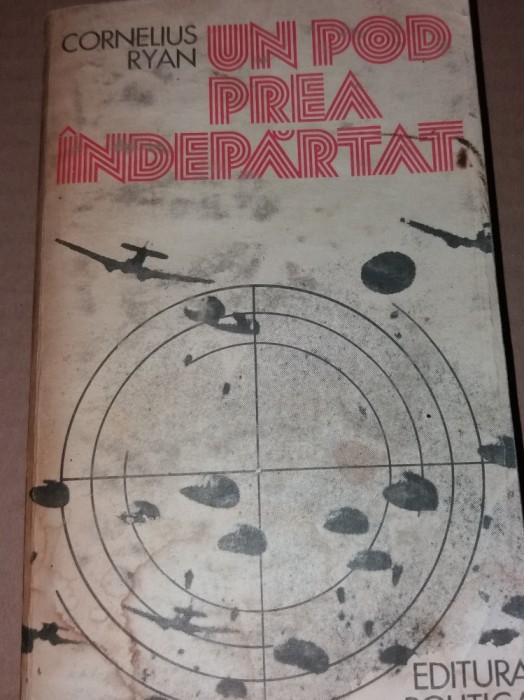 CORNELIUS
RYAN
UN POD
PREA
ÎNDEPĂRTAT
EDITURA